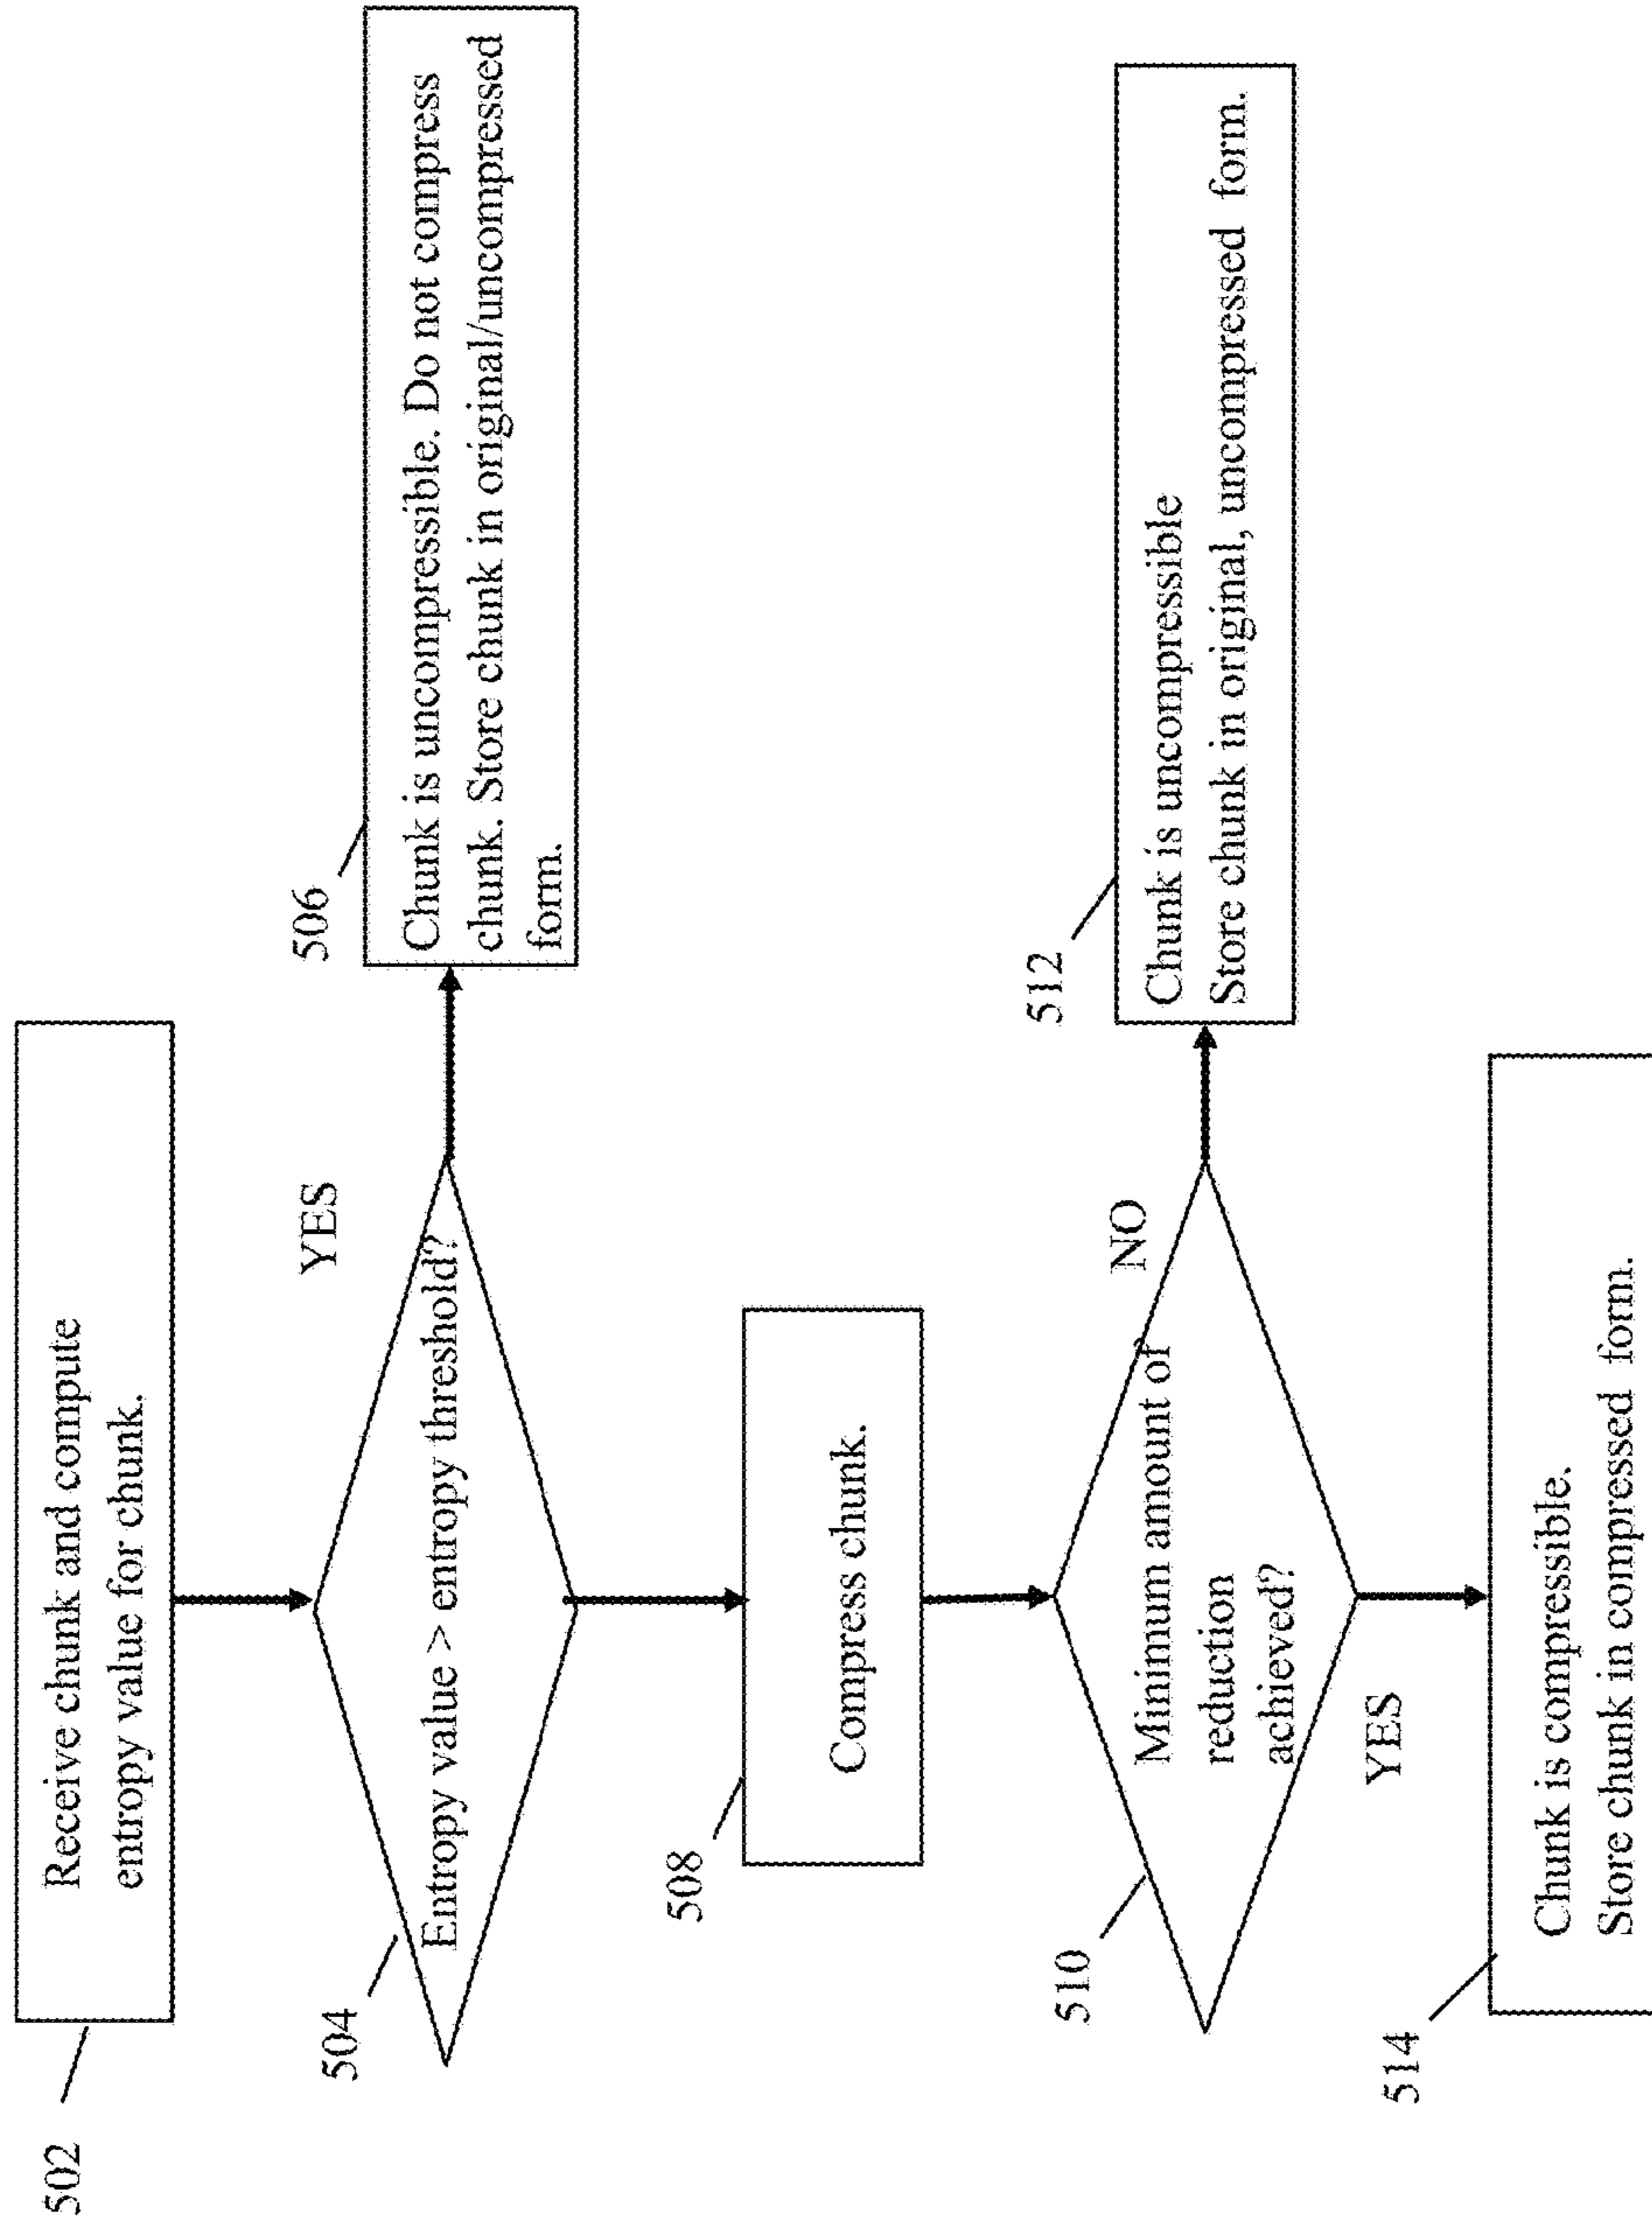 502
Receive chunk and compute
entropy value for chunk.
504
Entropy value > entropy threshold?
YES
506
Chunk is uncompressible. Do not compress
chunk. Store chunk in original/uncompressed
form.
508
Compress chunk.
510
Minimum amount of
reduction
achieved?
NO
512
Chunk is uncompressible
Store chunk in original, uncompressed form.
YES
514
Chunk is compressible.
Store chunk in compressed form.